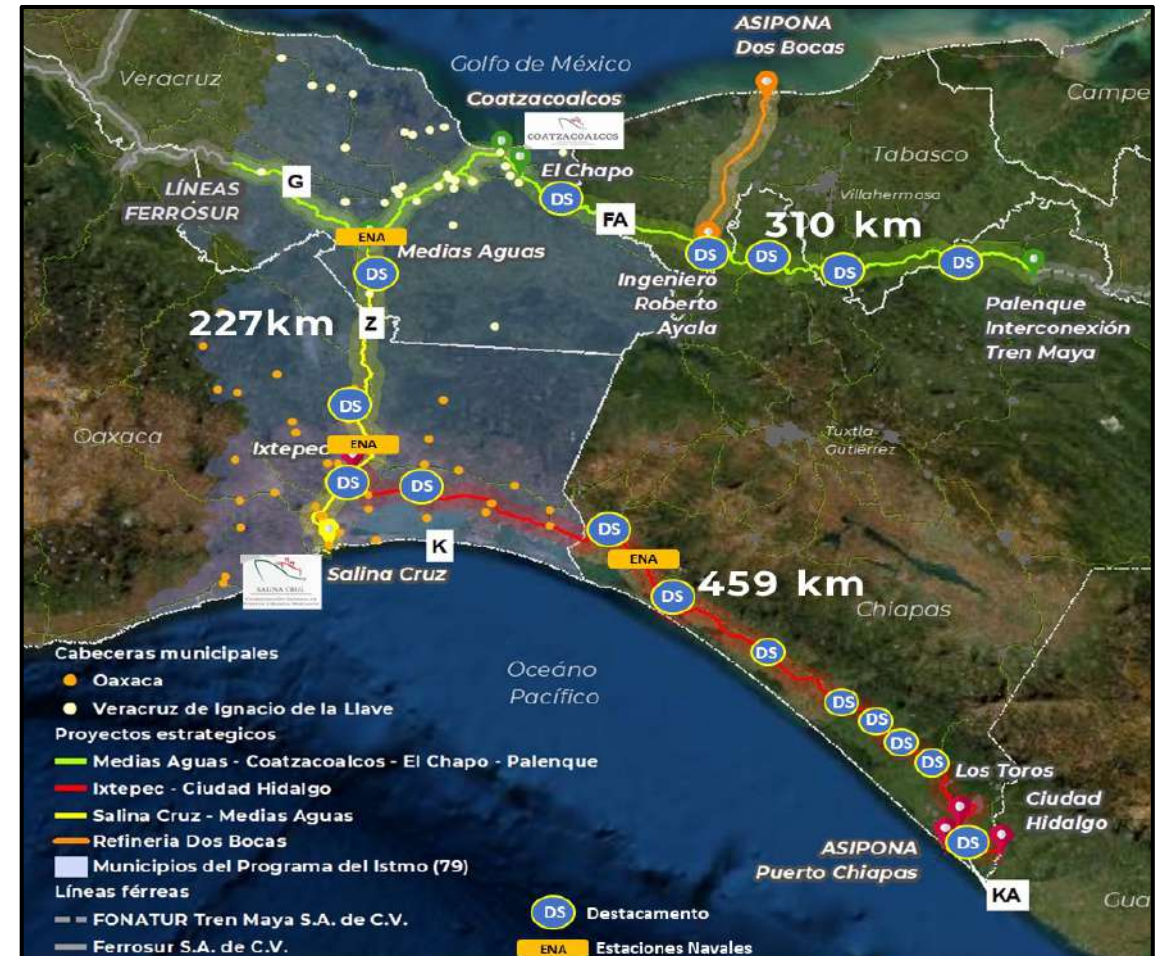 ASIPONA
Dos Bocas
Golfo de México
Veracruz
Campe
Coatzacoalcos
COATZACOALCOS
Tabasco
El Chapo
G
LÍNEAS
FERROSUR
DS
Villahermosa
FA
310 km
ENA
Medias Aguas
DS
DS
DS
DS
DS
Ingeniero
Roberto
Ayala
Palenque
Interconexión
Tren Maya
227km
Z
DS
Oaxaca
Tuxtla
Gutiérrez
Ixtepec
ENA
DS
DS
DS
K
ENA
459 km
SALINA CRUZ
Salina Cruz
DS
Chiapas
Cabeceras municipales
Oaxaca
Veracruz de Ignacio de la Llave
Océano
Pacífico
DS
DS
DS
DS
DS
Proyectos estrategicos
Medias Aguas - Coatzacoalcos - El Chapo - Palenque
Ixtepec - Ciudad Hidalgo
Salina Cruz - Medias Aguas
Refineria Dos Bocas
Municipios del Programa del Istmo (79)
Los Toros
Ciudad
Hidalgo
DS
ASIPONA
Puerto Chiapas
KA
Gua
Líneas férreas
FONATUR Tren Maya S.A. de C.V.
Ferrosur S.A. de C.V.
DS Destacamento
ENA Estaciones Navales